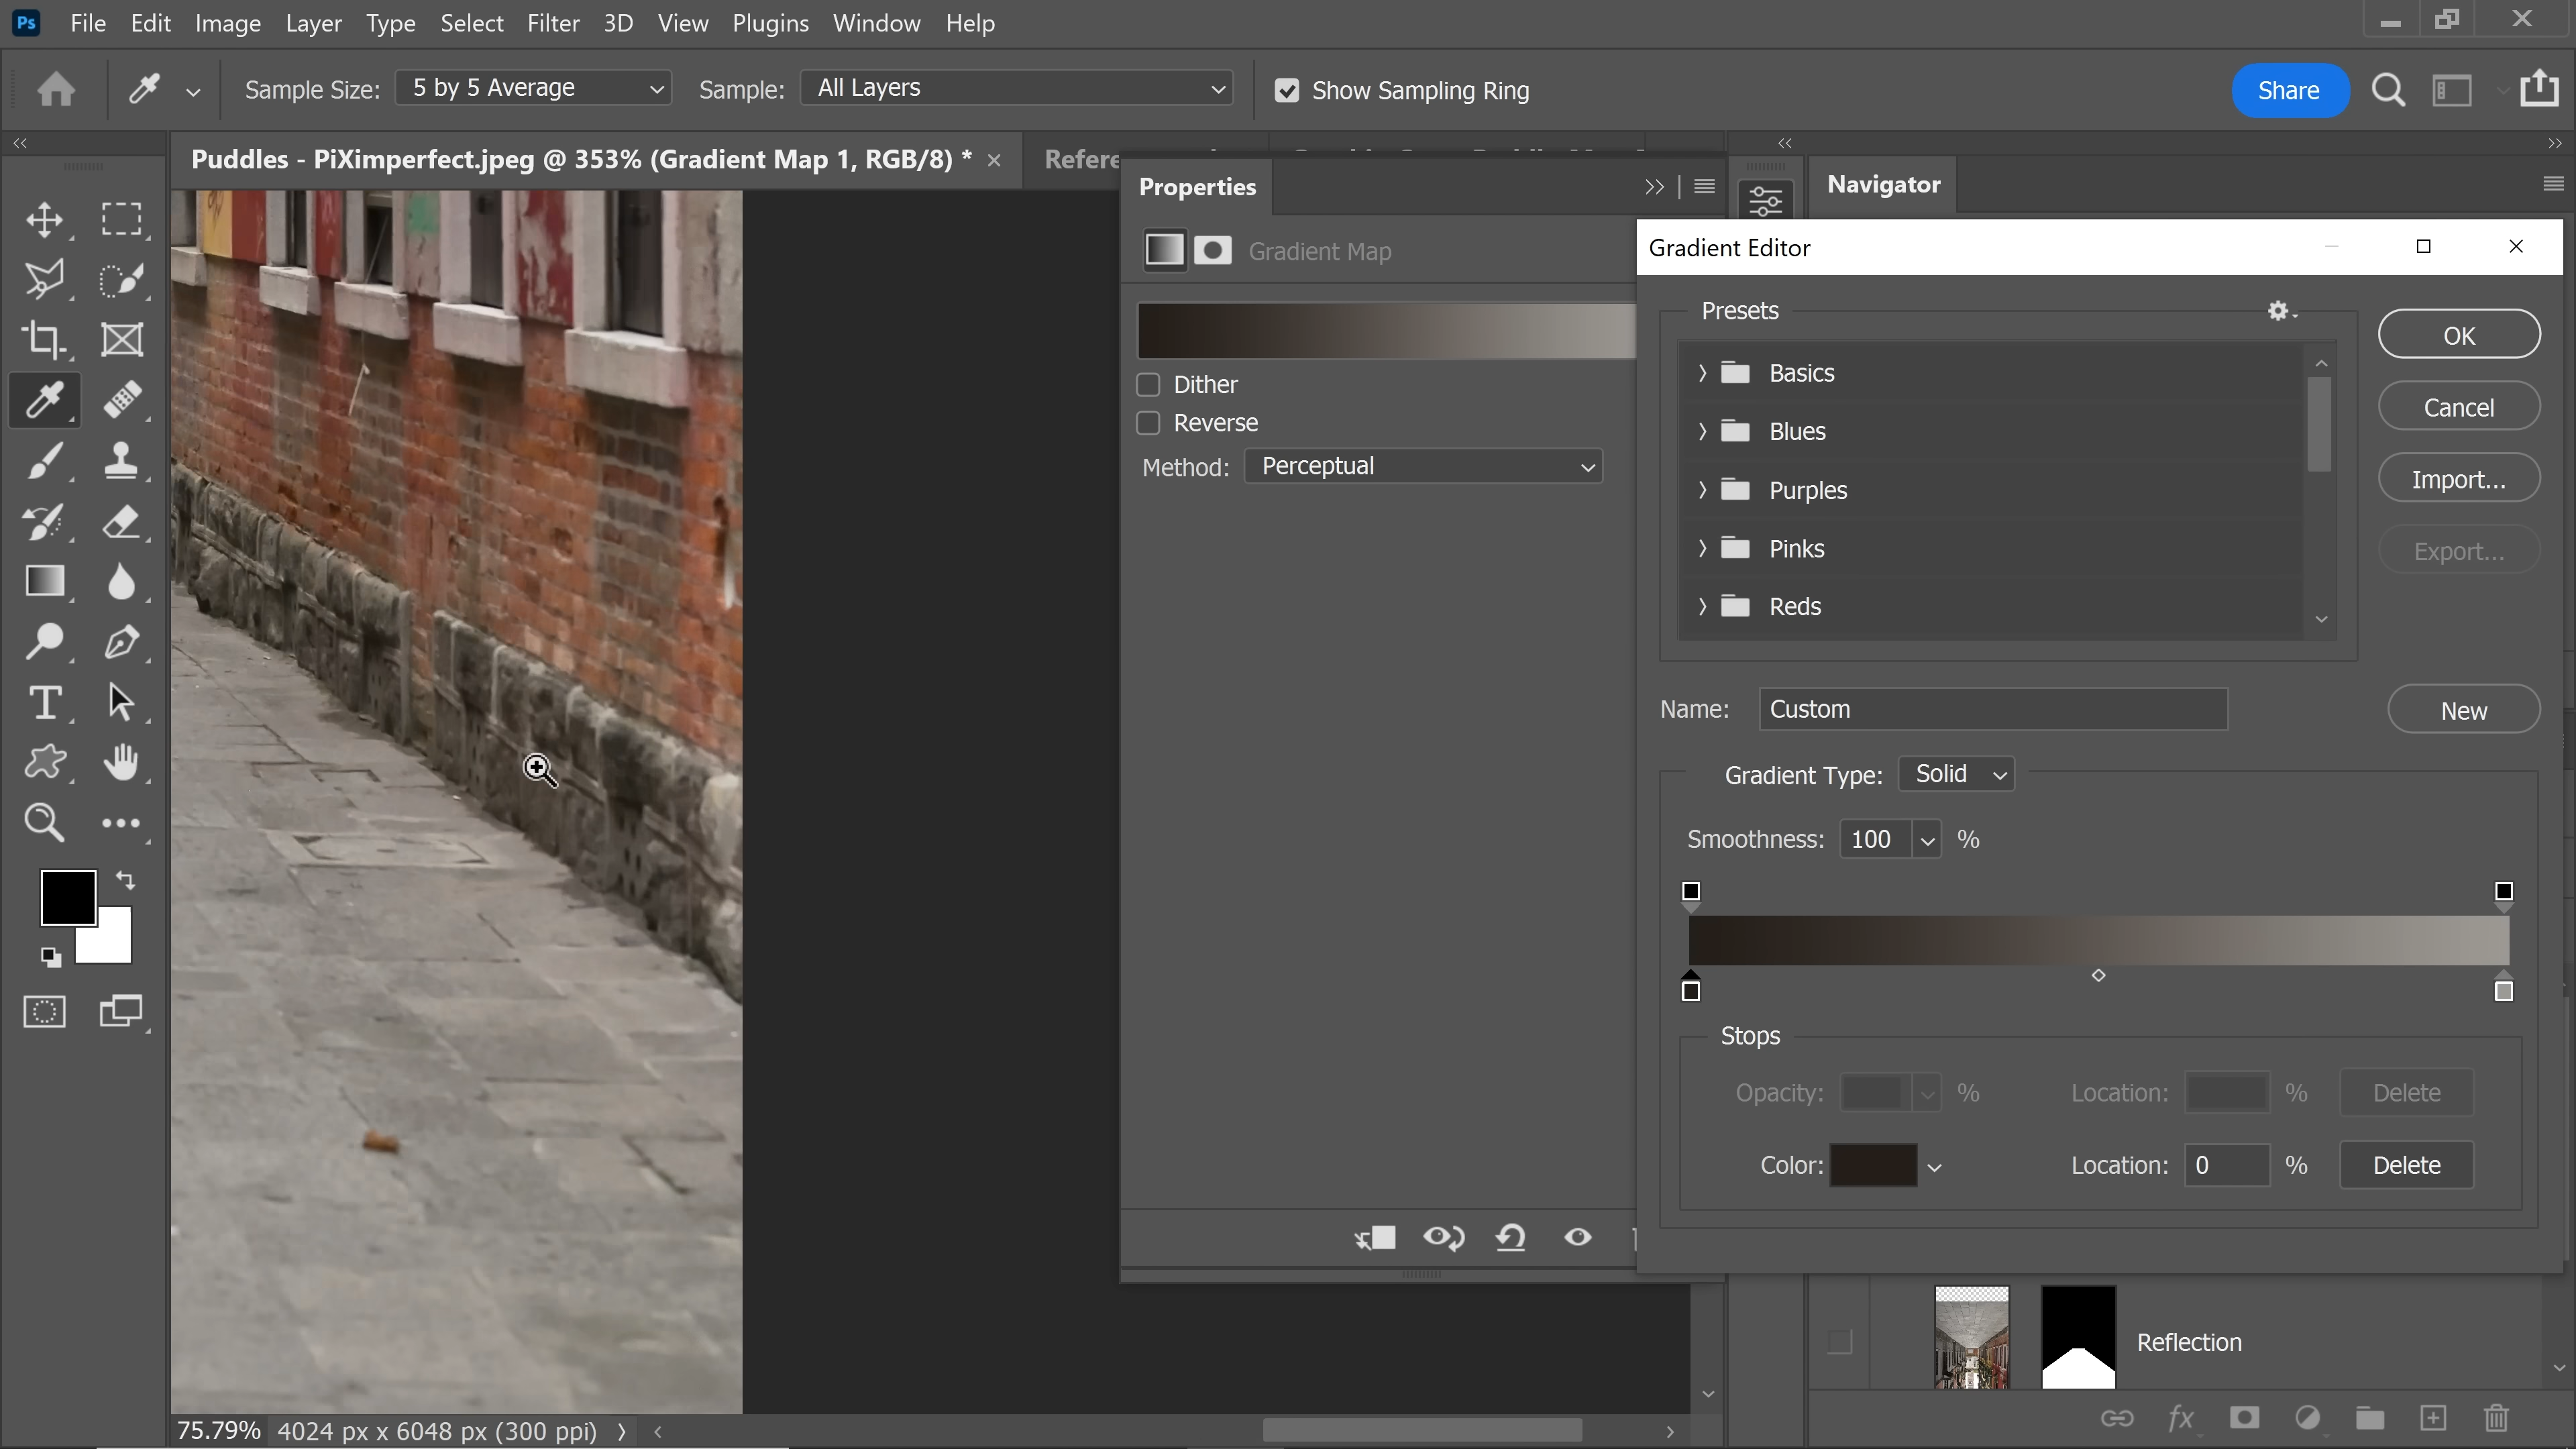 Ps File Edit Image Layer Type Select Filter 3D View Plugins Window Help
Sample Size: 5 by 5 Average Sample: All Layers Show Sampling Ring Share
Puddles - PiXimperfect.jpeg @ 353% (Gradient Map 1, RGB/8) * × Refere
Properties
Navigator
Gradient Map
Dither
Reverse
Method: Perceptual
Gradient Editor
Presets
Basics
Blues
Purples
Pinks
Reds
OK
Cancel
Import...
Export...
Name: Custom
New
Gradient Type: Solid
Smoothness: 100 %
Stops
Opacity: % Location: % Delete
Color: Location: 0 % Delete
Reflection
fx
75.79% 4024 px x 6048 px (300 ppi)